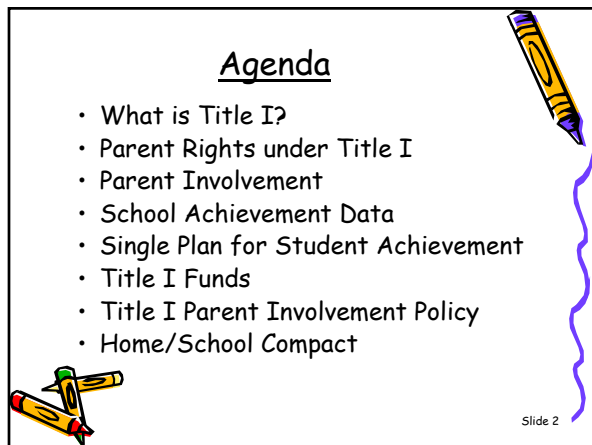 Agenda
• What is Title I?
• Parent Rights under Title I
• Parent Involvement
• School Achievement Data
• Single Plan for Student Achievement
• Title I Funds
• Title I Parent Involvement Policy
• Home/School Compact
Slide 2